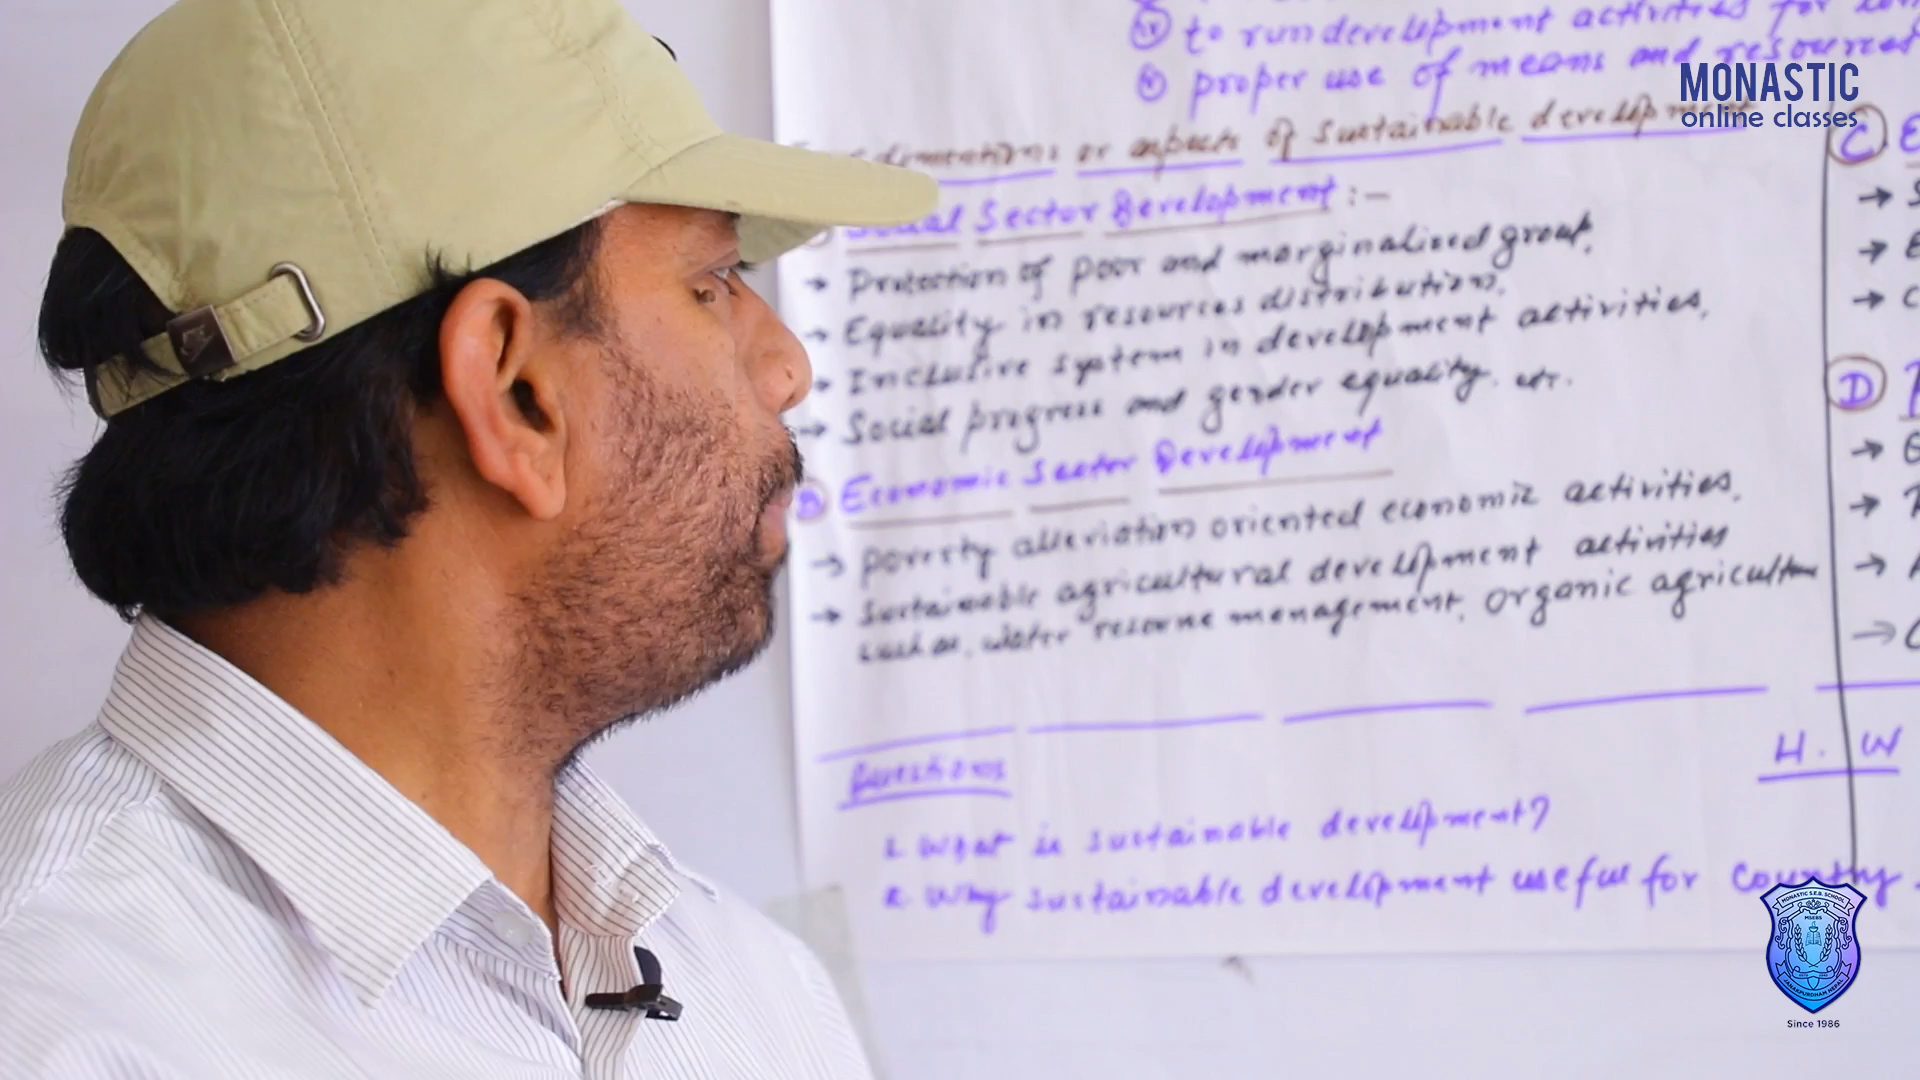 to run development activities for
proper use of means and resources
MONASTIC
online classes
or aspects of sustainable development
C
Sector Development :-
→ Protection of poor and marginalized group.
→ Equality in resources distribution.
→ Inclusive system in development activities.
→ Social progress and gender equality. etc.
D
B Economic Sector Development
→ Poverty alleviation oriented economic activities.
→ Sustainable agricultural development activities
such as, water resource management, organic agriculture
H.W
Questions
1. What is sustainable development?
2. Why sustainable development useful for country.
MONASTIC S.E.B. SCHOOL
JANAKPURDHAM NEPAL
Since 1986